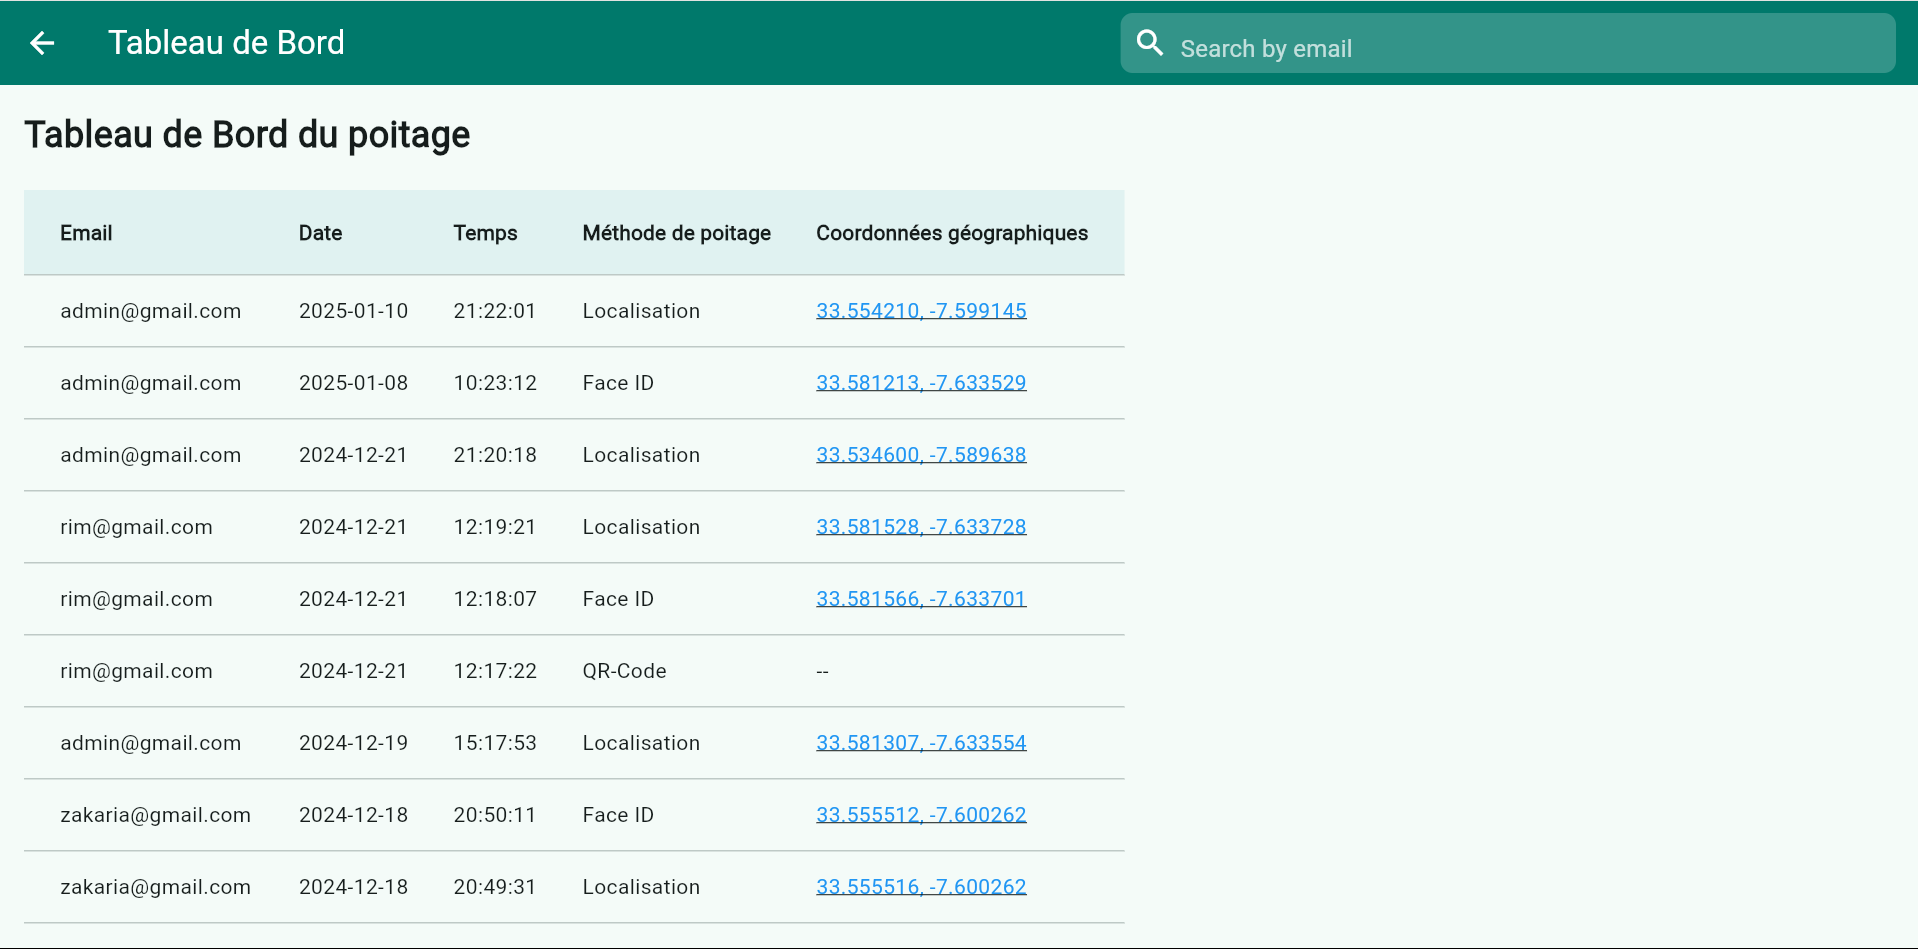 Tableau de Bord
Search by email
Tableau de Bord du poitage
Email Date Temps Méthode de poitage Coordonnées géographiques
admin@gmail.com 2025-01-10 21:22:01 Localisation 33.554210, -7.599145
admin@gmail.com 2025-01-08 10:23:12 Face ID 33.581213, -7.633529
admin@gmail.com 2024-12-21 21:20:18 Localisation 33.534600, -7.589638
rim@gmail.com 2024-12-21 12:19:21 Localisation 33.581528, -7.633728
rim@gmail.com 2024-12-21 12:18:07 Face ID 33.581566, -7.633701
rim@gmail.com 2024-12-21 12:17:22 QR-Code --
admin@gmail.com 2024-12-19 15:17:53 Localisation 33.581307, -7.633554
zakaria@gmail.com 2024-12-18 20:50:11 Face ID 33.555512, -7.600262
zakaria@gmail.com 2024-12-18 20:49:31 Localisation 33.555516, -7.600262